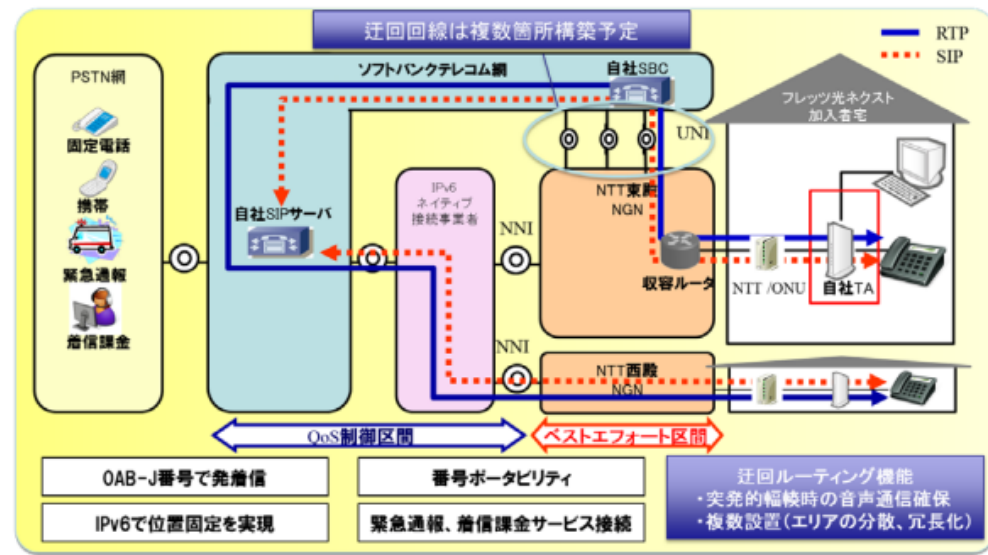 迂回回線は複数箇所構築予定
RTP
SIP
PSTN網
固定電話
携帯
緊急通報
着信課金
ソフトバンクテレコム網
自社SBC
自社SIPサーバ
IPv6
ネイティブ
接続事業者
NNI
NNI
UNI
NTT東殿
NGN
収容ルータ
NTT西殿
NGN
フレッツ光ネクスト
加入者宅
NTT /ONU
自社TA
QoS制御区間
ベストエフォート区間
0AB-J番号で発着信
番号ポータビリティ
IPv6で位置固定を実現
緊急通報、着信課金サービス接続
迂回ルーティング機能
・突発的輻輳時の音声通信確保
・複数設置(エリアの分散、冗長化)